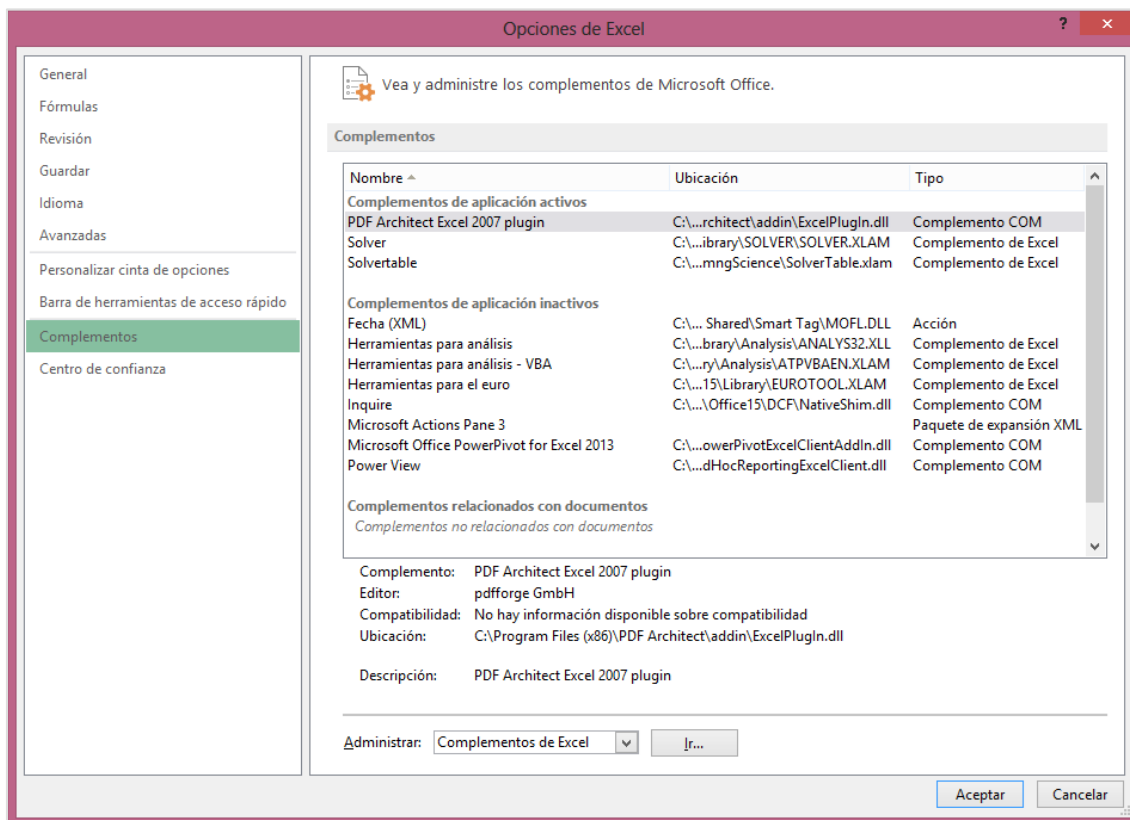 Opciones de Excel
?
General
Fórmulas
Revisión
Guardar
Idioma
Avanzadas
Personalizar cinta de opciones
Barra de herramientas de acceso rápido
Complementos
Centro de confianza
Vea y administre los complementos de Microsoft Office.
Complementos
Nombre Ubicación Tipo
Complementos de aplicación activos
PDF Architect Excel 2007 plugin C:\...rchitect\addin\ExcelPlugIn.dll Complemento COM
Solver C:\...ibrary\SOLVER\SOLVER.XLAM Complemento de Excel
Solvertable C:\...mngScience\SolverTable.xlam Complemento de Excel
Complementos de aplicación inactivos
Fecha (XML) C:\... Shared\Smart Tag\MOFL.DLL Acción
Herramientas para análisis C:\...brary\Analysis\ANALYS32.XLL Complemento de Excel
Herramientas para análisis - VBA C:\...ry\Analysis\ATPVBAEN.XLAM Complemento de Excel
Herramientas para el euro C:\...15\Library\EUROTOOL.XLAM Complemento de Excel
Inquire C:\...\Office15\DCF\NativeShim.dll Complemento COM
Microsoft Actions Pane 3 Paquete de expansión XML
Microsoft Office PowerPivot for Excel 2013 C:\...owerPivotExcelClientAddIn.dll Complemento COM
Power View C:\...dHocReportingExcelClient.dll Complemento COM
Complementos relacionados con documentos
Complementos no relacionados con documentos
Complemento: PDF Architect Excel 2007 plugin
Editor: pdfforge GmbH
Compatibilidad: No hay información disponible sobre compatibilidad
Ubicación: C:\Program Files (x86)\PDF Architect\addin\ExcelPlugIn.dll
Descripción: PDF Architect Excel 2007 plugin
Administrar: Complementos de Excel Ir...
Aceptar Cancelar